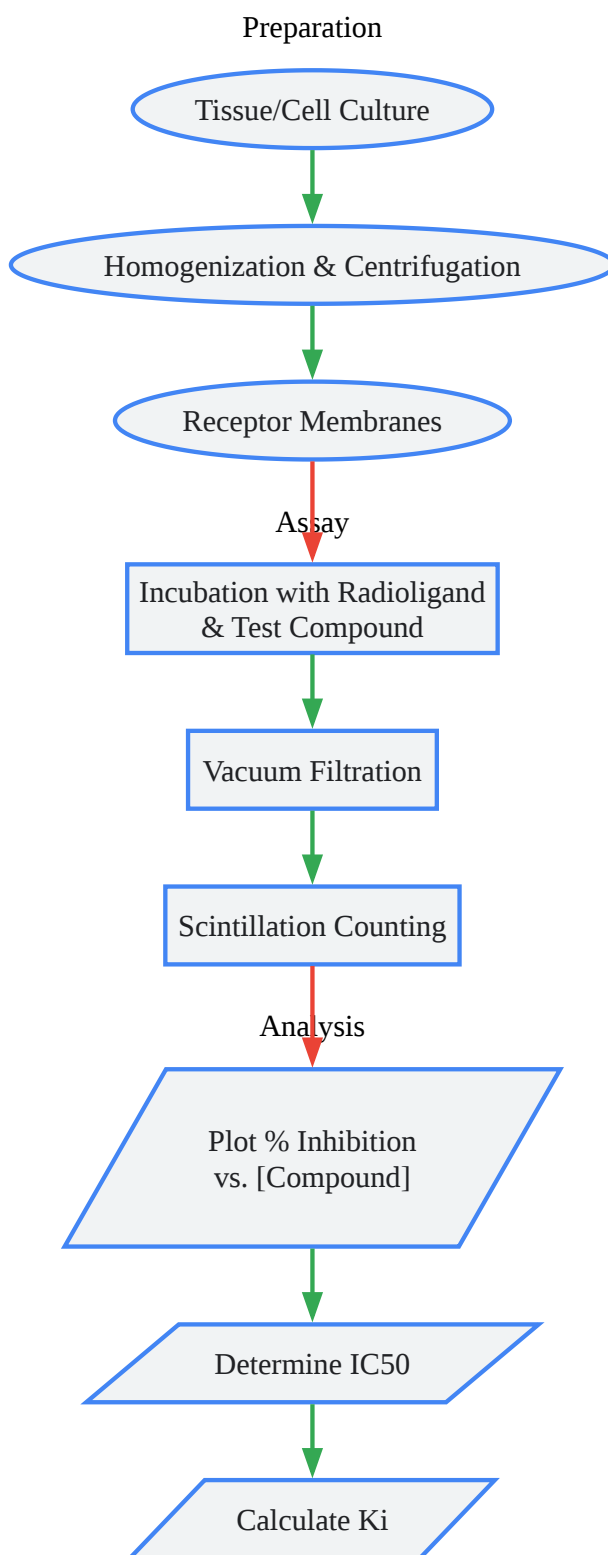 Preparation
Tissue/Cell Culture
Homogenization & Centrifugation
Receptor Membranes
Assay
Incubation with Radioligand
& Test Compound
Vacuum Filtration
Scintillation Counting
Analysis
Plot % Inhibition
vs. [Compound]
Determine IC50
Calculate Ki